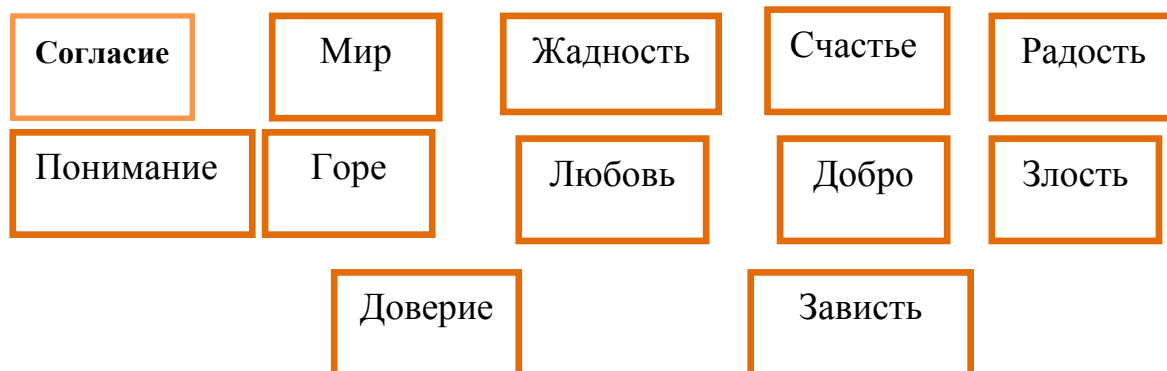 Согласие Мир Жадность Счастье Радость
Понимание Горе Любовь Добро Злость
Доверие Зависть